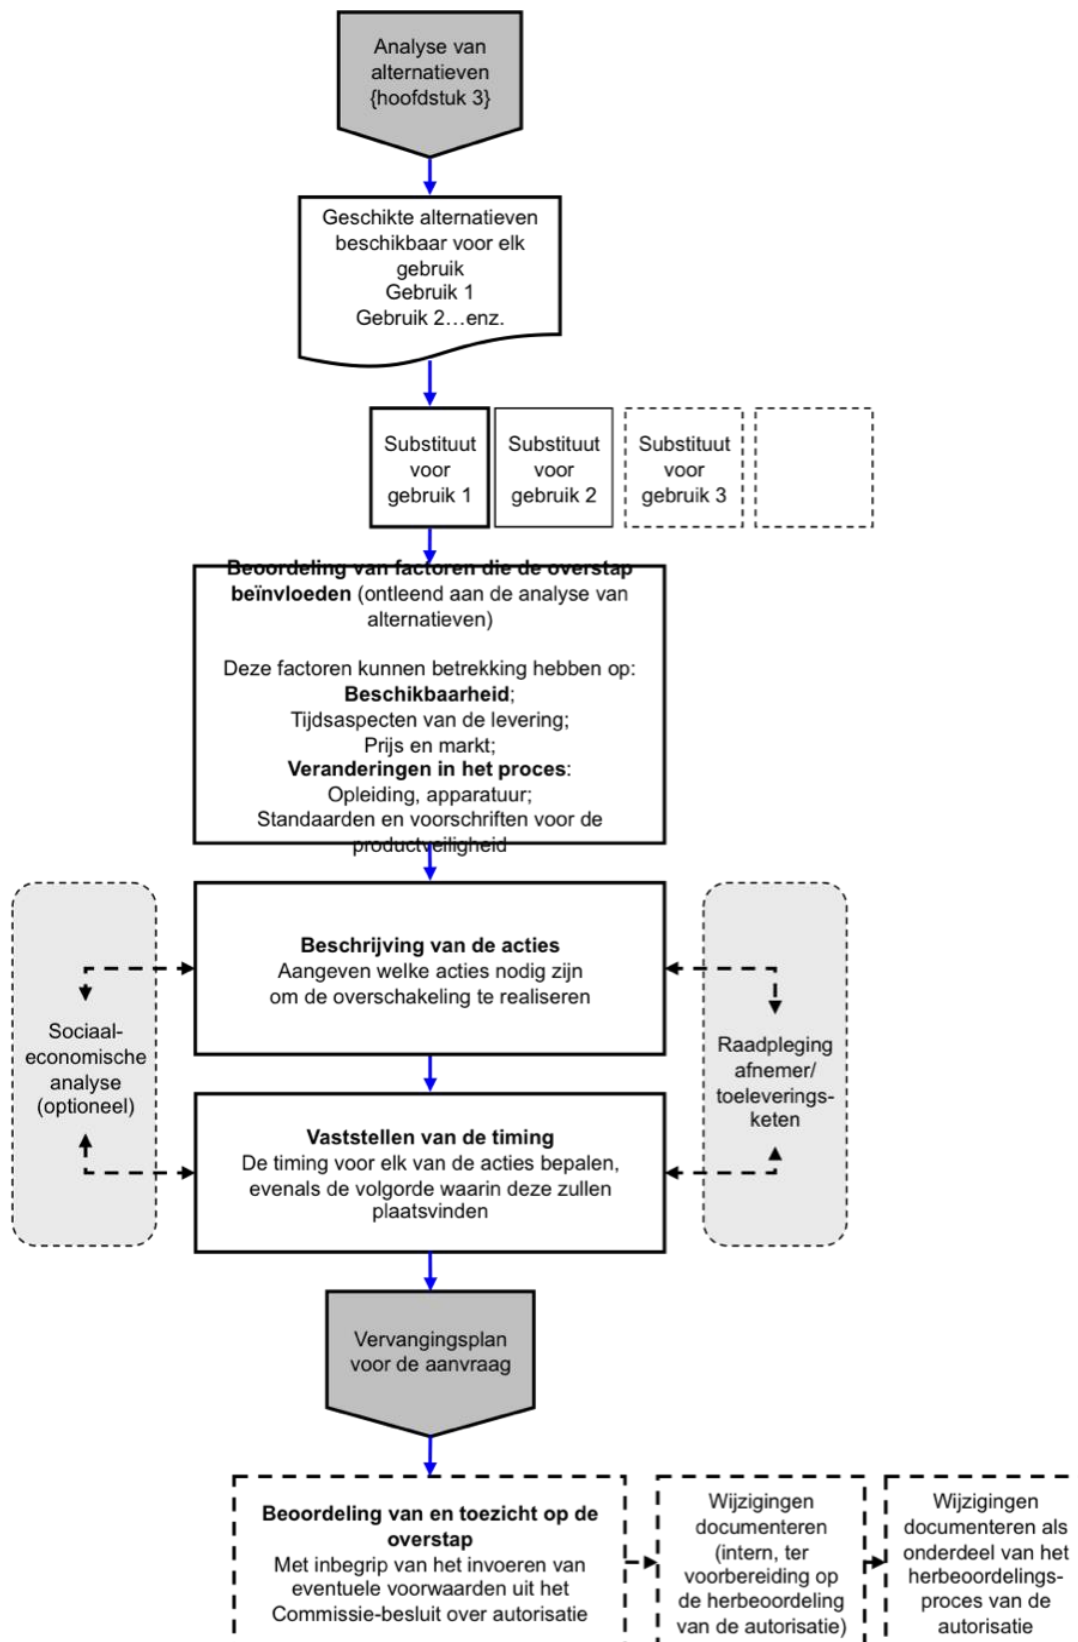 Analyse van
alternatieven
{hoofdstuk 3}
Geschikte alternatieven
beschikbaar voor elk
gebruik
Gebruik 1
Gebruik 2...enz.
Substituut
voor
gebruik 1
Substituut
voor
gebruik 2
Substituut
voor
gebruik 3
Beoordeling van factoren die de overstap
beïnvloeden (ontleend aan de analyse van
alternatieven)
Deze factoren kunnen betrekking hebben op:
Beschikbaarheid;
Tijdsaspecten van de levering;
Prijs en markt;
Veranderingen in het proces:
Opleiding, apparatuur;
Standaarden en voorschriften voor de
productveiligheid
Beschrijving van de acties
Aangeven welke acties nodig zijn
om de overschakeling te realiseren
Sociaal-
economische
analyse
(optioneel)
Raadpleging
afnemer/
toeleverings-
keten
Vaststellen van de timing
De timing voor elk van de acties bepalen,
evenals de volgorde waarin deze zullen
plaatsvinden
Vervangingsplan
voor de aanvraag
Beoordeling van en toezicht op de
overstap
Met inbegrip van het invoeren van
eventuele voorwaarden uit het
Commissie-besluit over autorisatie
Wijzigingen
documenteren
(intern, ter
voorbereiding op
de herbeoordeling
van de autorisatie)
Wijzigingen
documenteren als
onderdeel van het
herbeoordelings-
proces van de
autorisatie